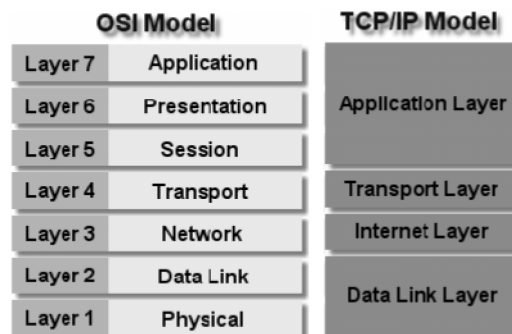 OSI Model
Layer 7 Application
Layer 6 Presentation
Layer 5 Session
Layer 4 Transport
Layer 3 Network
Layer 2 Data Link
Layer 1 Physical
TCP/IP Model
Application Layer
Transport Layer
Internet Layer
Data Link Layer